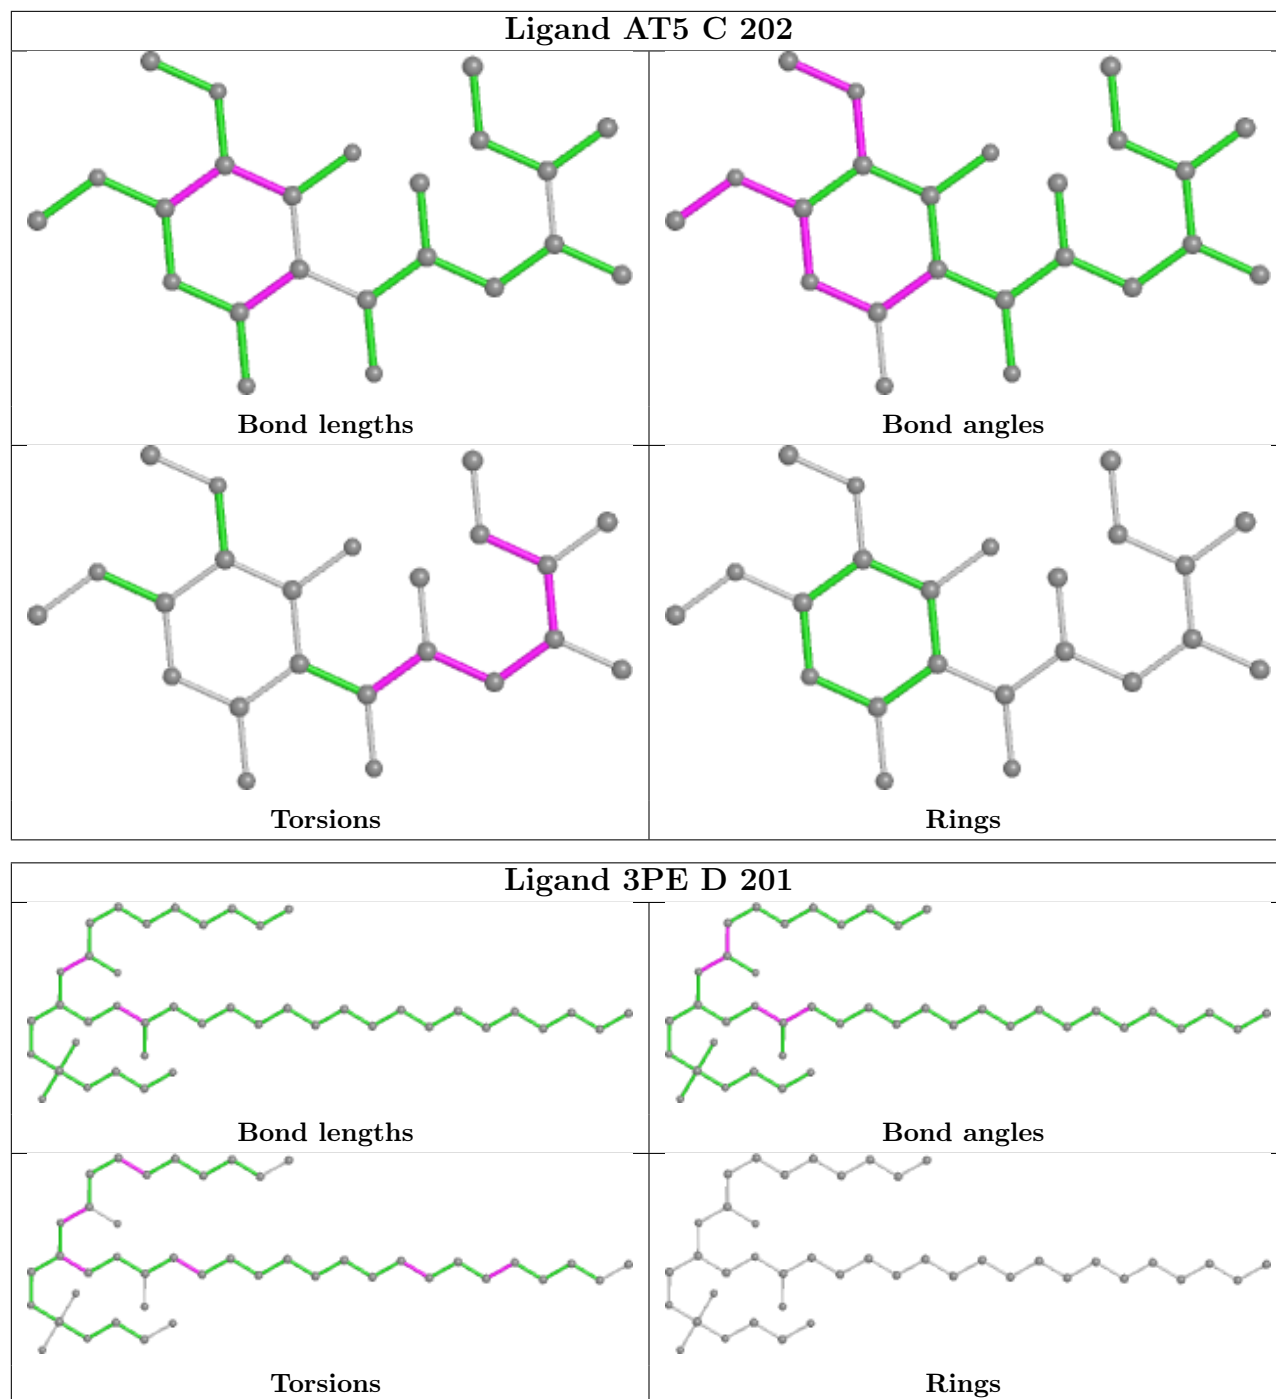 Ligand AT5 C 202
Bond lengths
Bond angles
Torsions
Rings
Ligand 3PE D 201
Bond lengths
Bond angles
Torsions
Rings